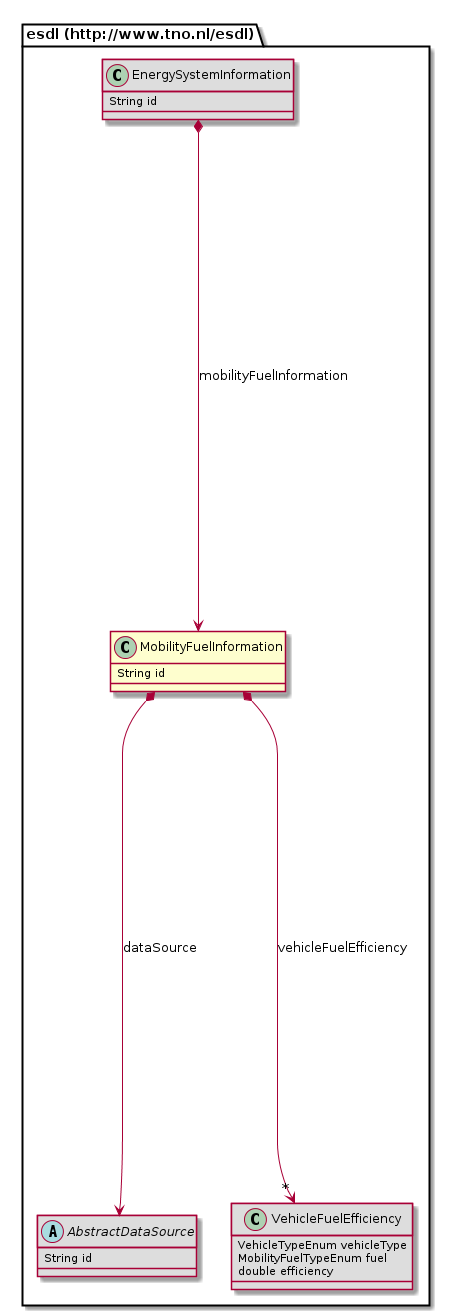 esdl (http://www.tno.nl/esdl)
C EnergySystemInformation
String id
mobilityFuelInformation
C MobilityFuelInformation
String id
dataSource
vehicleFuelEfficiency
*
A AbstractDataSource
String id
C VehicleFuelEfficiency
VehicleTypeEnum vehicleType
MobilityFuelTypeEnum fuel
double efficiency